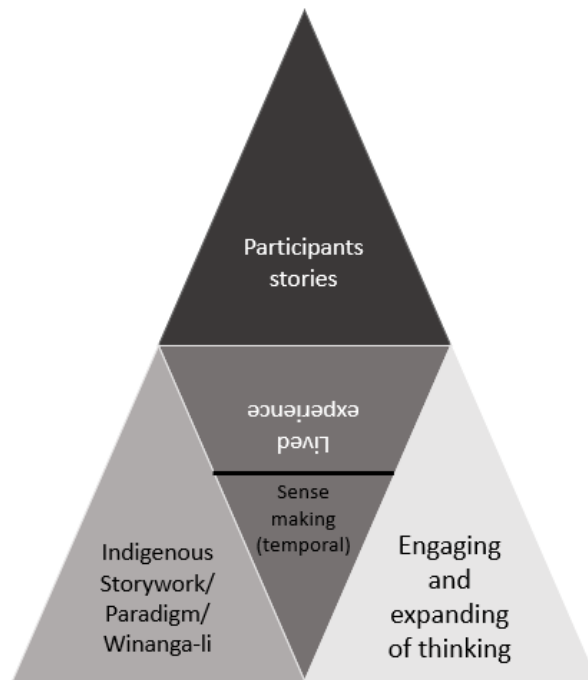 Participants
stories
Lived
experience
Sense
making
(temporal)
Indigenous
Storywork/
Paradigm/
Winanga-li
Engaging
and
expanding
of thinking